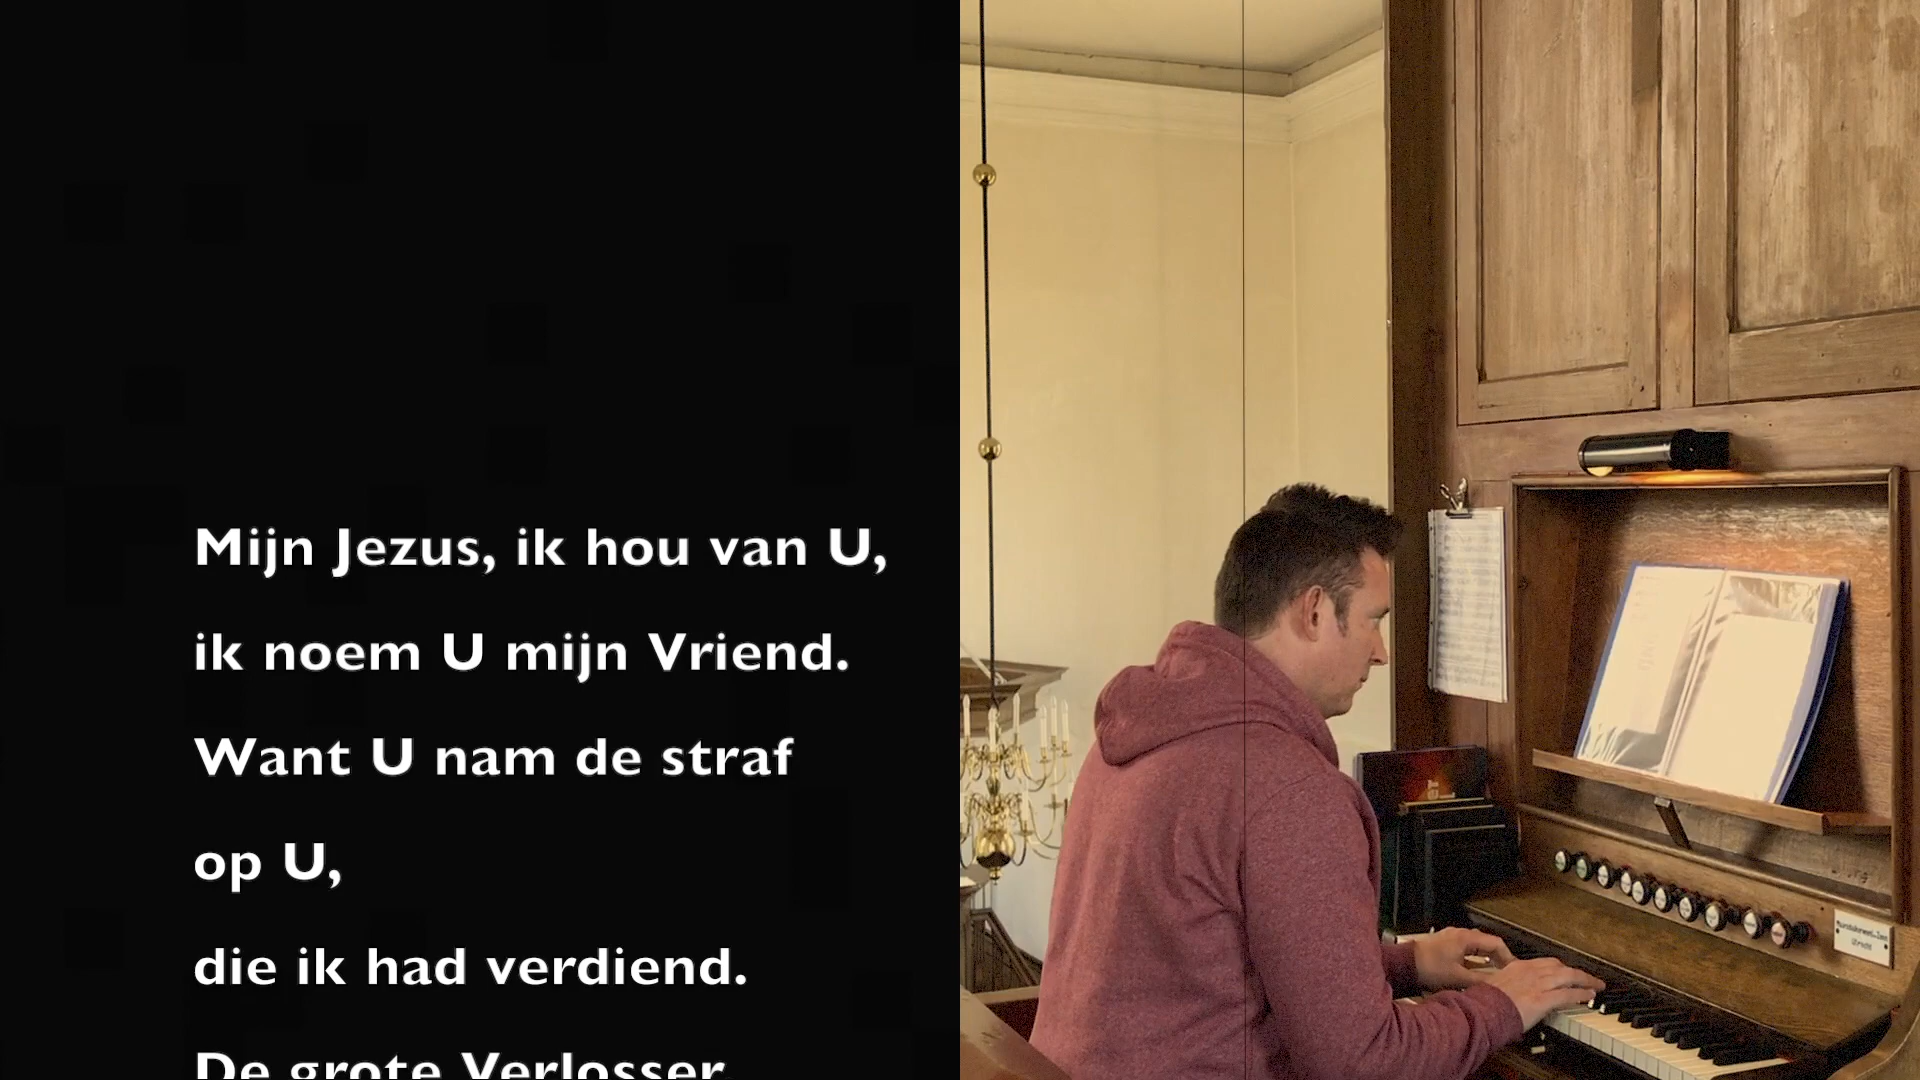 Mijn Jezus, ik hou van U,
ik noem U mijn Vriend.
Want U nam de straf
op U,
die ik had verdiend.
De grote Verlosser,
Utrecht